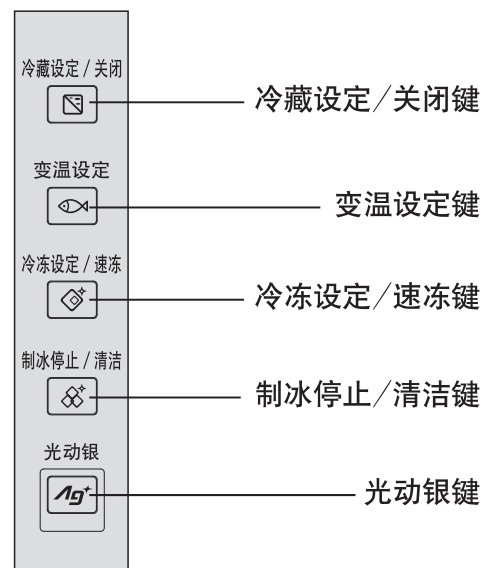 冷藏设定/关闭
冷藏设定/关闭键
变温设定
变温设定键
冷冻设定/速冻
冷冻设定/速冻键
制冰停止/清洁
制冰停止/清洁键
光动银
Ag+
光动银键